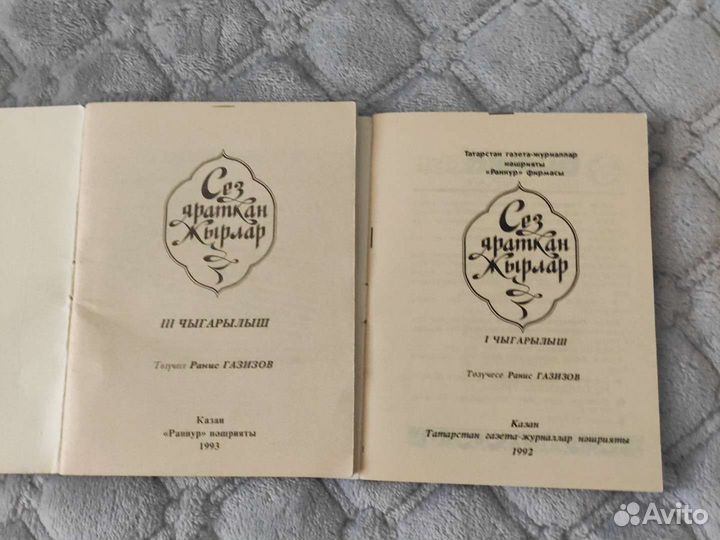 Сез
яраткан
җырлар
III ЧЫГАРЫЛЫШ
Төзүчесе Ранис ГАЗИЗОВ
Казан
«Раннур» нәшрияты
1993
Татарстан газета-журналлар
нәшрияты
«Раннур» фирмасы
Сез
яраткан
җырлар
I ЧЫГАРЫЛЫШ
Төзүчесе Ранис ГАЗИЗОВ
Казан
Татарстан газета-журналлар нәшрияты
1992
Avito